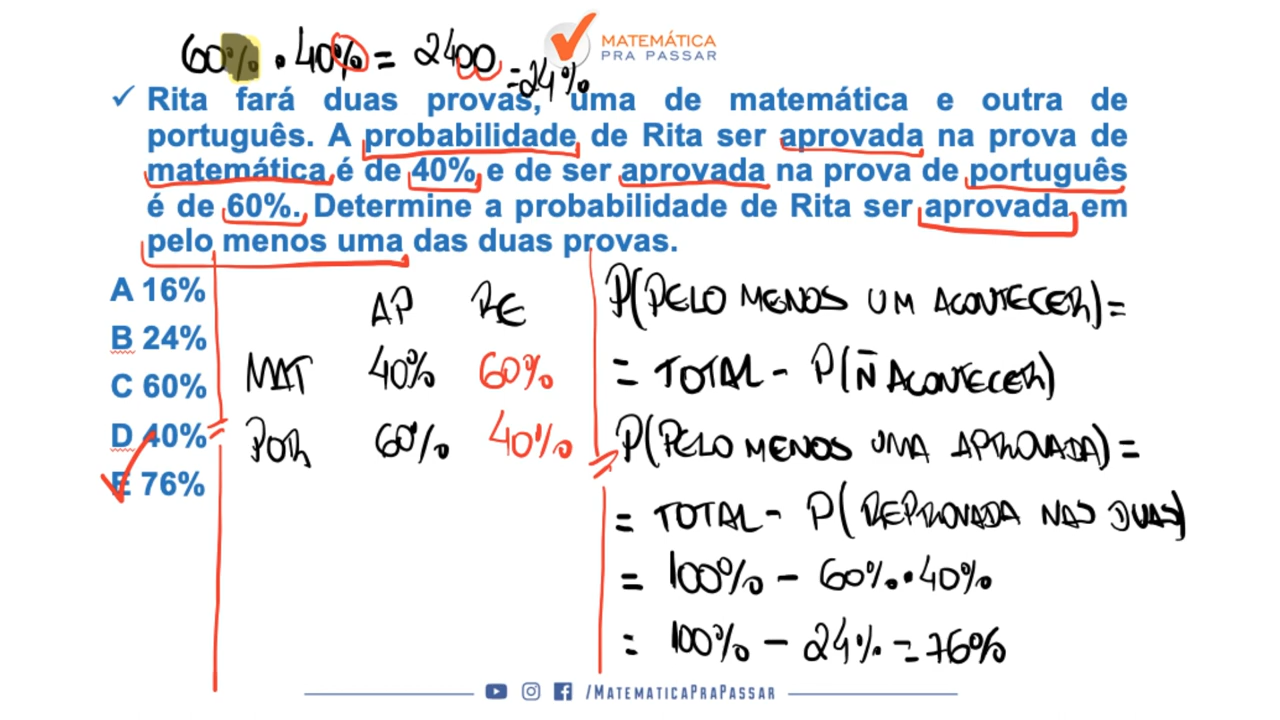 60% . 40% = 2400
= 24%
MATEMÁTICA
PRA PASSAR
✓ Rita fará duas provas, uma de matemática e outra de
português. A probabilidade de Rita ser aprovada na prova de
matemática é de 40% e de ser aprovada na prova de português
é de 60%. Determine a probabilidade de Rita ser aprovada em
pelo menos uma das duas provas.
A 16%
B 24%
C 60%
D 40%
E 76%
AP RE
MAT 40% 60%
POR 60% 40%
P(PELO MENOS UM ACONTECER) =
= TOTAL - P(Ñ ACONTECER)
P(PELO MENOS UMA APROVADA) =
= TOTAL - P(REPROVADA NAS DUAS)
= 100% - 60%.40%
= 100% - 24% = 76%
/MATEMATICAPRAPASSAR